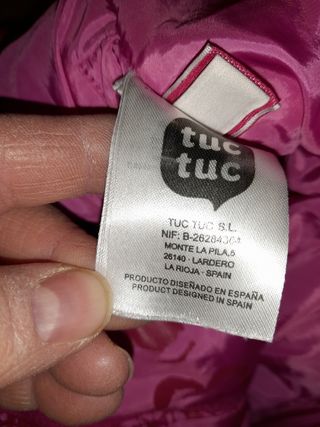 tuc
tuc
TUC TUC S.L.
NIF: B-26284364
MONTE LA PILA,5
26140 - LARDERO
LA RIOJA - SPAIN
PRODUCTO DISEÑADO EN ESPAÑA
PRODUCT DESIGNED IN SPAIN